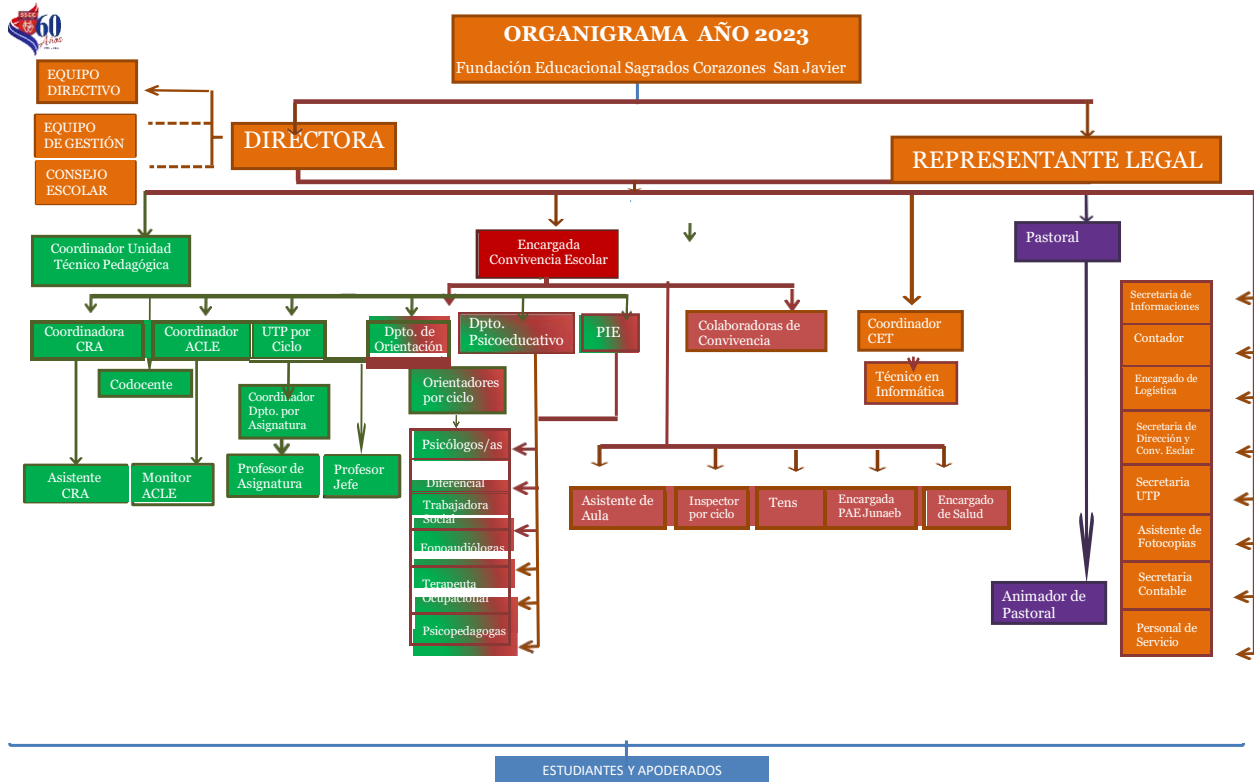 SSCC
60
Años
ORGANIGRAMA AÑO 2023
Fundación Educacional Sagrados Corazones San Javier
EQUIPO
DIRECTIVO
EQUIPO
DE GESTIÓN
CONSEJO
ESCOLAR
DIRECTORA
REPRESENTANTE LEGAL
Coordinador Unidad
Técnico Pedagógica
Encargada
Convivencia Escolar
Pastoral
Coordinadora
CRA
Coordinador
ACLE
UTP por
Ciclo
Dpto. de
Orientación
Dpto.
Psicoeducativo
PIE
Colaboradoras de
Convivencia
Coordinador
CET
Codocente
Coordinador
Dpto. por
Asignatura
Orientadores
por ciclo
Técnico en
Informática
Asistente
CRA
Monitor
ACLE
Profesor de
Asignatura
Profesor
Jefe
Psicólogos/as
Diferencial
Trabajadora
Social
Fonoaudiólogas
Terapeuta
Ocupacional
Psicopedagogas
Asistente de
Aula
Inspector
por ciclo
Tens
Encargada
PAE Junaeb
Encargado
de Salud
Animador de
Pastoral
Secretaria de
Informaciones
Contador
Encargado de
Logística
Secretaria de
Dirección y
Conv. Esclar
Secretaria
UTP
Asistente de
Fotocopias
Secretaria
Contable
Personal de
Servicio
ESTUDIANTES Y APODERADOS